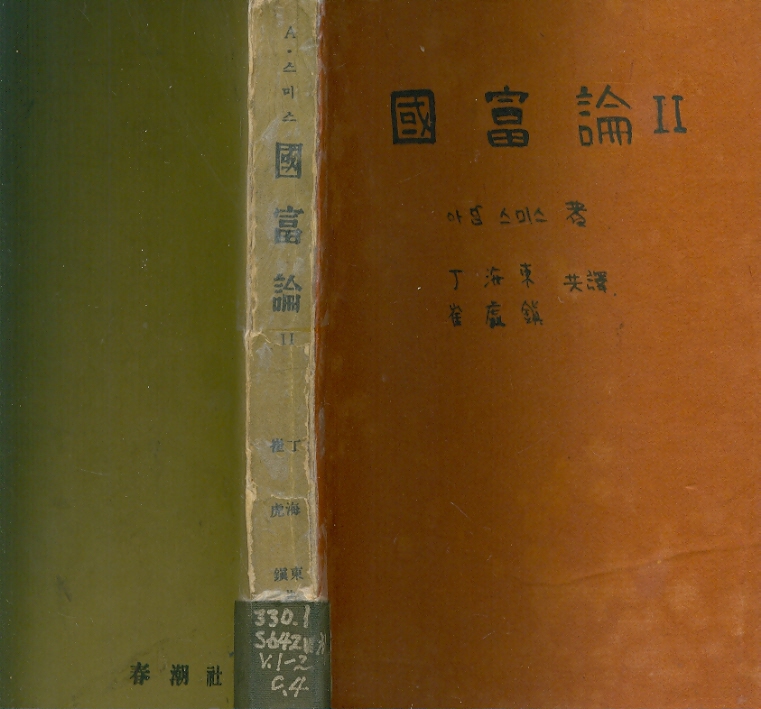 國富論 II
아담 스미스 著
丁海東 共譯
崔虎鎭
A·스미스
國富論
II
丁海東
崔虎鎭
330.1
S642
V.1-2
C.4
春潮社